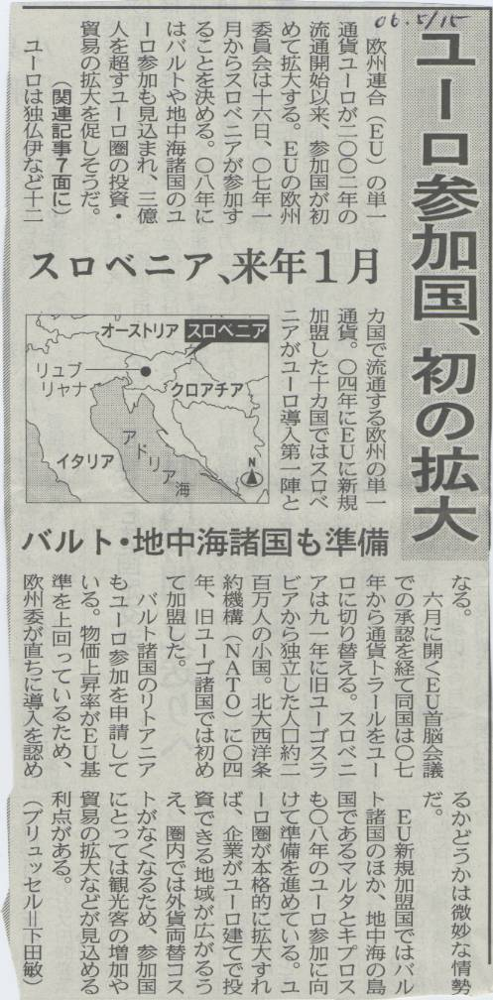 06.5/15
ユーロ参加国、初の拡大
スロベニア、来年1月
バルト・地中海諸国も準備
欧州連合（ＥＵ）の単一
通貨ユーロが二〇〇二年の
流通開始以来、参加国が初
めて拡大する。ＥＵの欧州
委員会は十六日、〇七年一
月からスロベニアが参加す
ることを決める。〇八年に
はバルトや地中海諸国のユ
ーロ参加も見込まれ、三億
人を超すユーロ圏の投資・
貿易の拡大を促しそうだ。
（関連記事7面に）
ユーロは独仏伊など十二
カ国で流通する欧州の単一
通貨。〇四年にＥＵに新規
加盟した十カ国ではスロベ
ニアがユーロ導入第一陣と
オーストリア
スロベニア
リュブ
リャナ
クロアチア
イタリア
アドリア海
N
なる。
六月に開くＥＵ首脳会議
での承認を経て同国は〇七
年から通貨トラールをユー
ロに切り替える。スロベニ
アは九一年に旧ユーゴスラ
ビアから独立した人口約二
百万人の小国。北大西洋条
約機構（ＮＡＴＯ）に〇四
年、旧ユーゴ諸国では初め
て加盟した。
バルト諸国のリトアニア
もユーロ参加を申請して
いる。物価上昇率がＥＵ基
準を上回っているため、
欧州委が直ちに導入を認め
るかどうかは微妙な情勢
だ。
ＥＵ新規加盟国ではバル
ト諸国のほか、地中海の島
国であるマルタとキプロス
も〇八年のユーロ参加に向
けて準備を進めている。ユ
ーロ圏が本格的に拡大すれ
ば、企業がユーロ建てで投
資できる地域が広がるう
え、圏内では外貨両替コス
トがなくなるため、参加国
にとっては観光客の増加や
貿易の拡大などが見込める
利点がある。
（ブリュッセル＝下田敏）